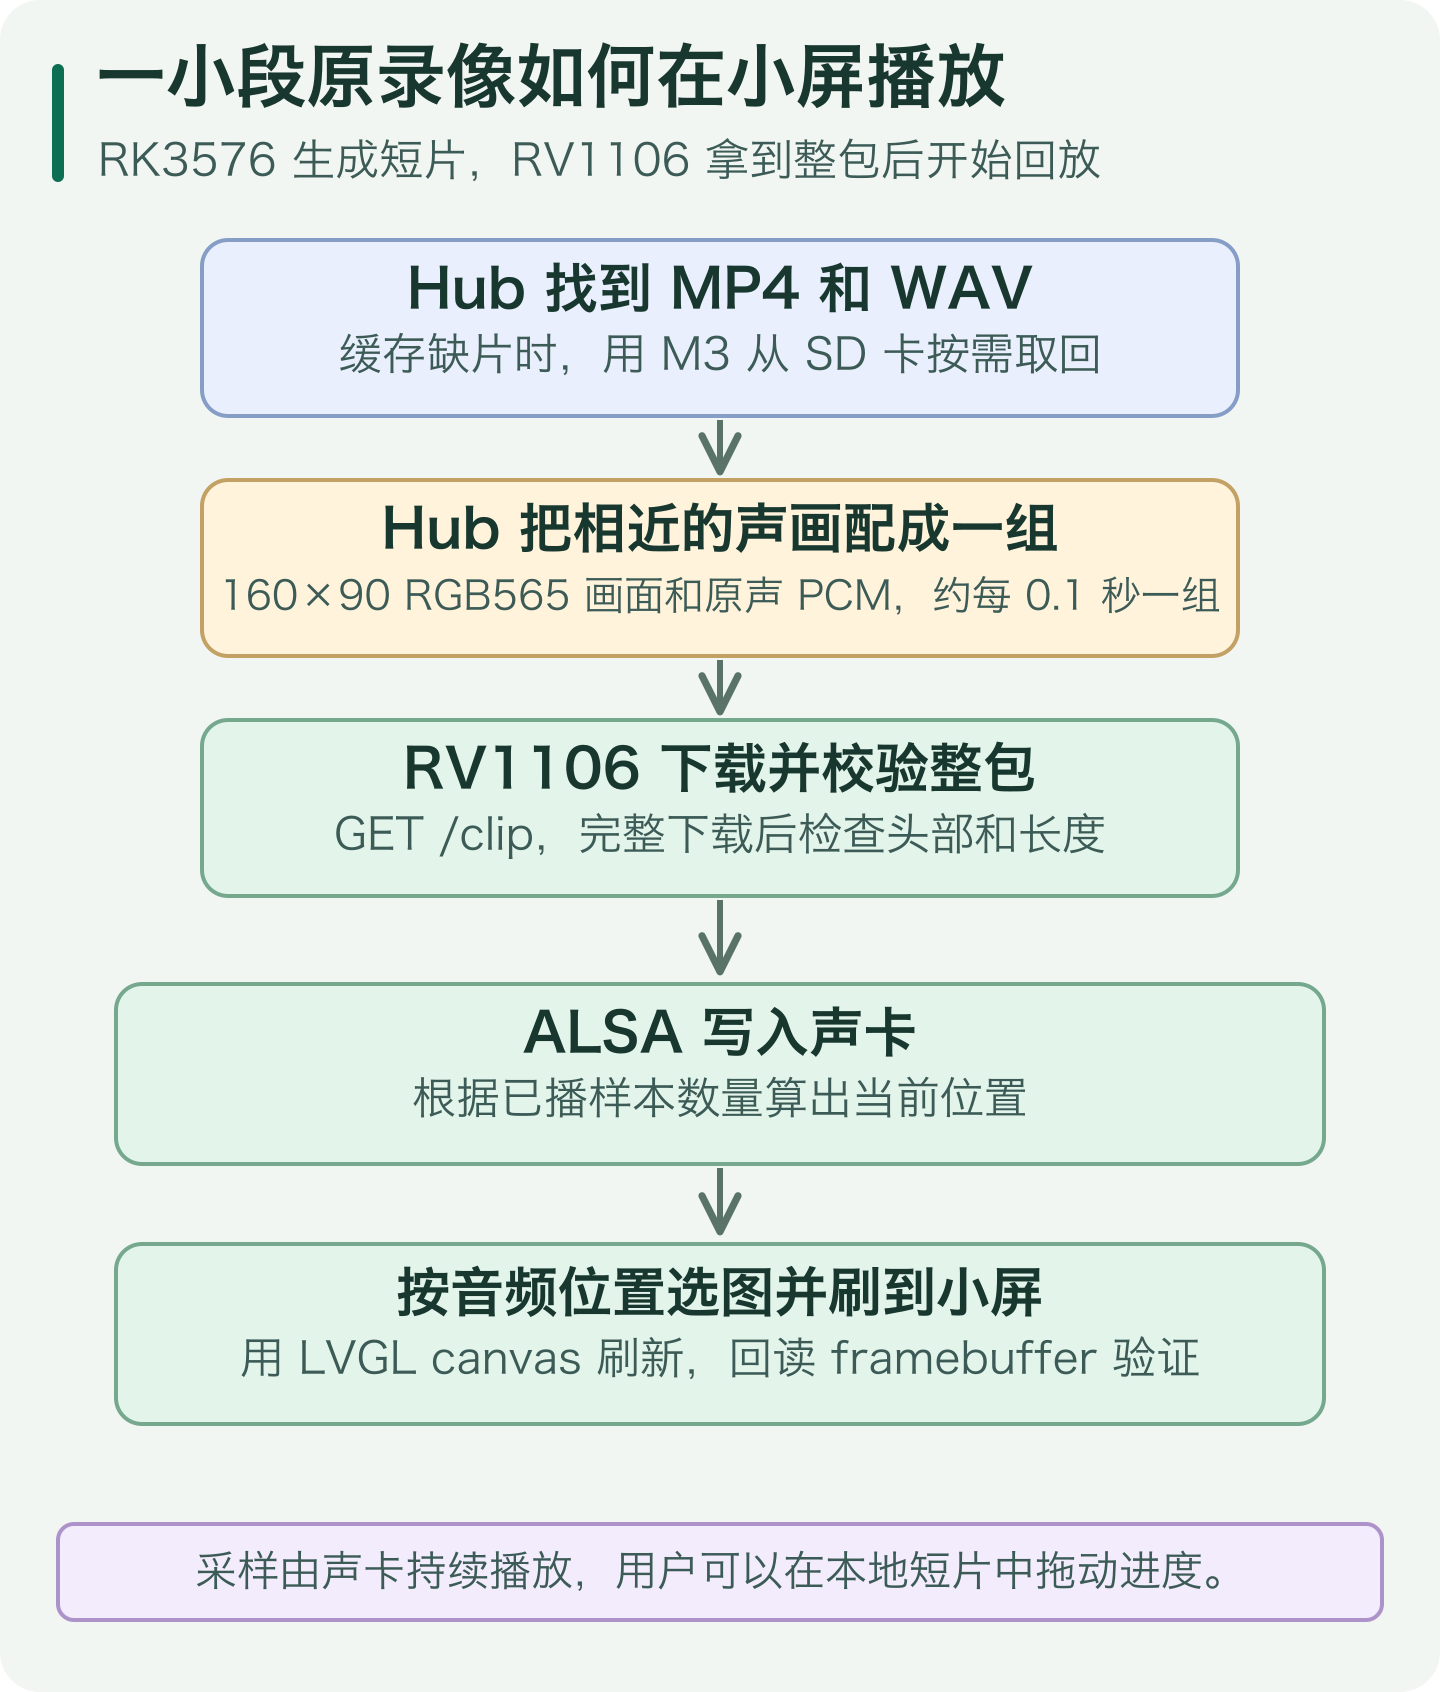 一小段原录像如何在小屏播放
RK3576 生成短片，RV1106 拿到整包后开始回放
Hub 找到 MP4 和 WAV
缓存缺片时，用 M3 从 SD 卡按需取回
Hub 把相近的声画配成一组
160×90 RGB565 画面和原声 PCM，约每 0.1 秒一组
RV1106 下载并校验整包
GET /clip，完整下载后检查头部和长度
ALSA 写入声卡
根据已播样本数量算出当前位置
按音频位置选图并刷到小屏
用 LVGL canvas 刷新，回读 framebuffer 验证
采样由声卡持续播放，用户可以在本地短片中拖动进度。